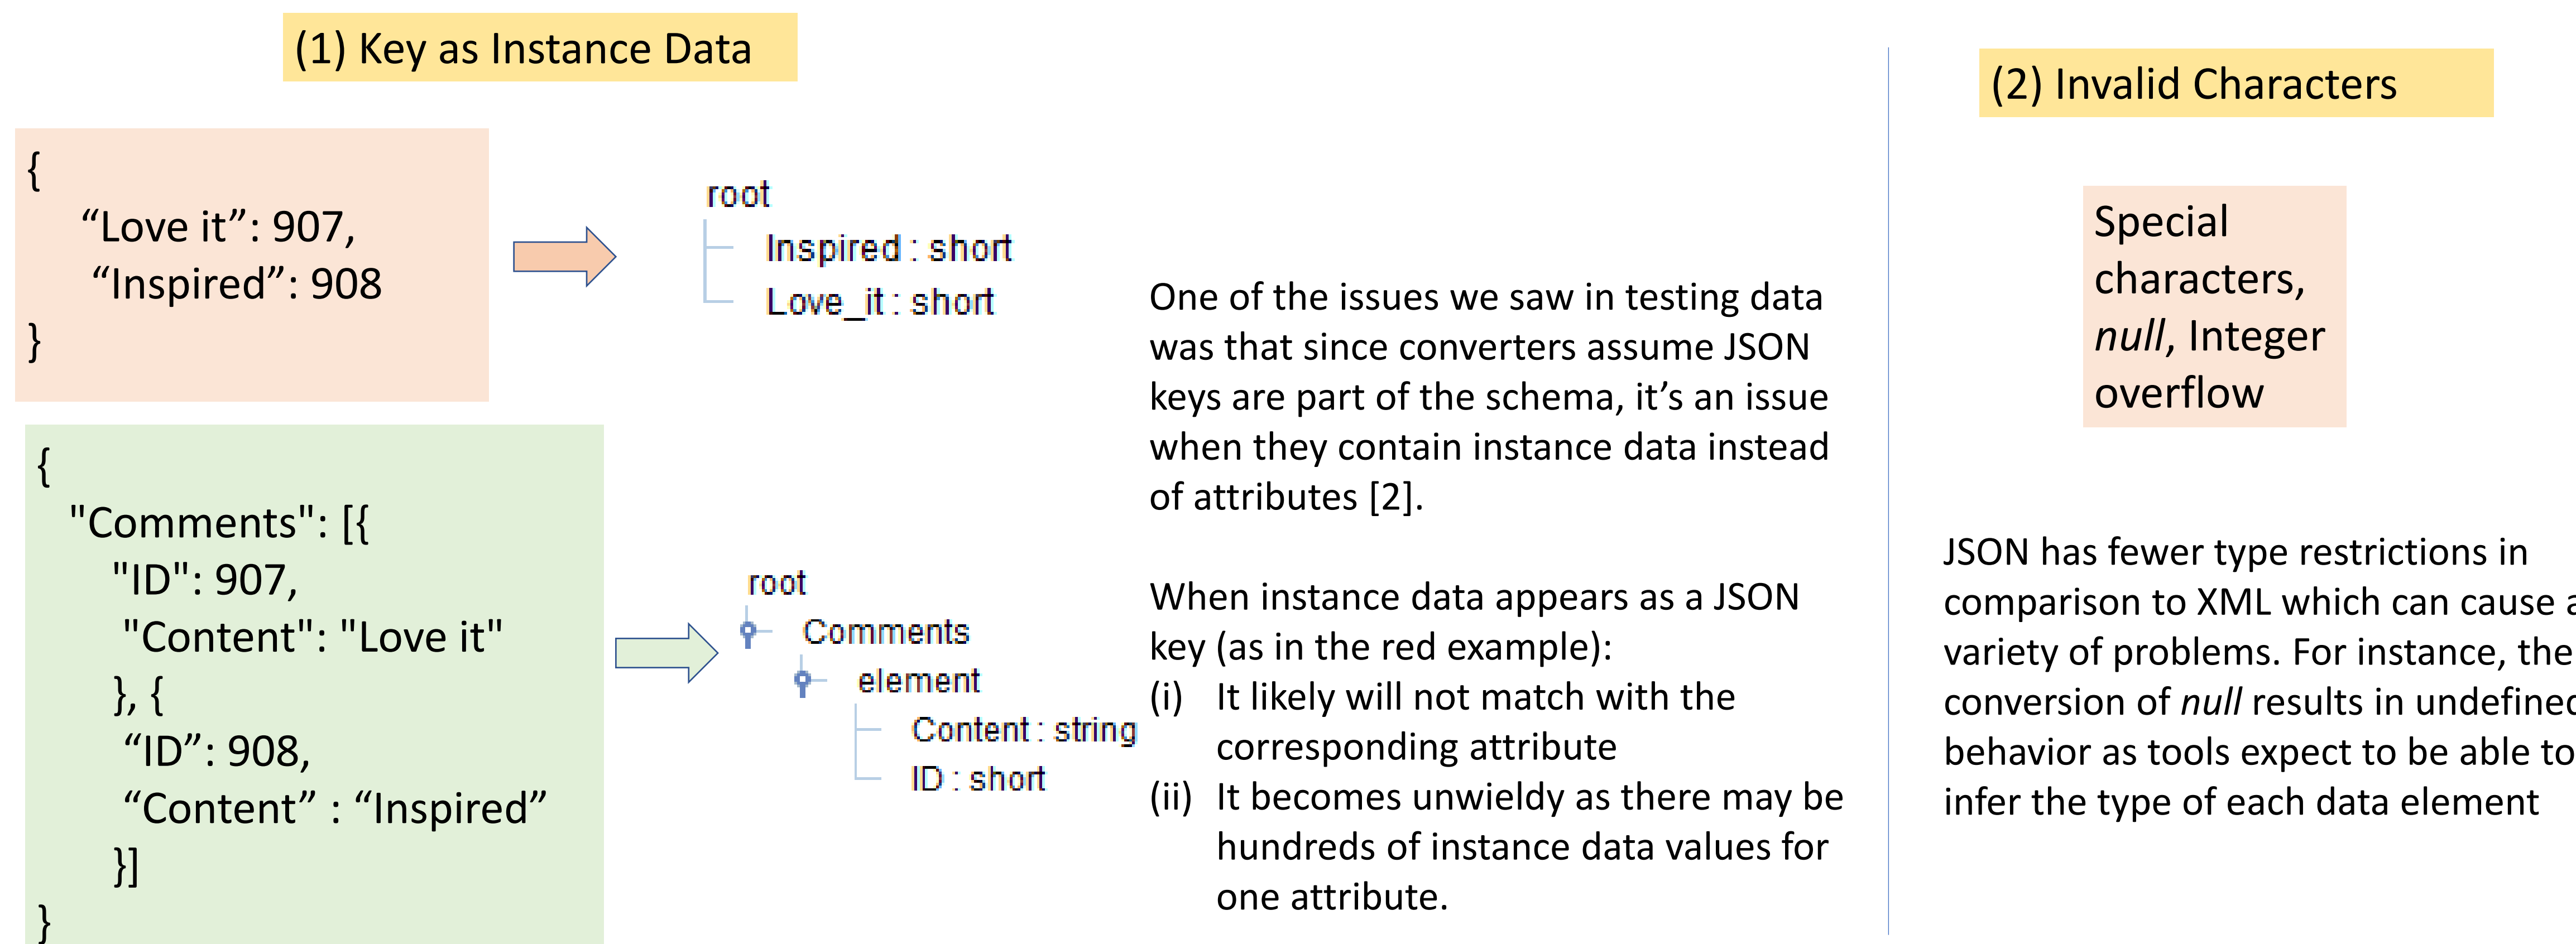 (1) Key as Instance Data
{
“Love it”: 907,
“Inspired”: 908
}
root
Inspired : short
Love_it : short
{
"Comments": [{
"ID": 907,
"Content": "Love it"
}, {
“ID”: 908,
“Content” : “Inspired”
}]
}
root
Comments
element
Content : string
ID : short
One of the issues we saw in testing data
was that since converters assume JSON
keys are part of the schema, it’s an issue
when they contain instance data instead
of attributes [2].
When instance data appears as a JSON
key (as in the red example):
(i) It likely will not match with the
corresponding attribute
(ii) It becomes unwieldy as there may be
hundreds of instance data values for
one attribute.
(2) Invalid Characters
Special
characters,
null, Integer
overflow
JSON has fewer type restrictions in
comparison to XML which can cause a
variety of problems. For instance, the
conversion of null results in undefined
behavior as tools expect to be able to
infer the type of each data element